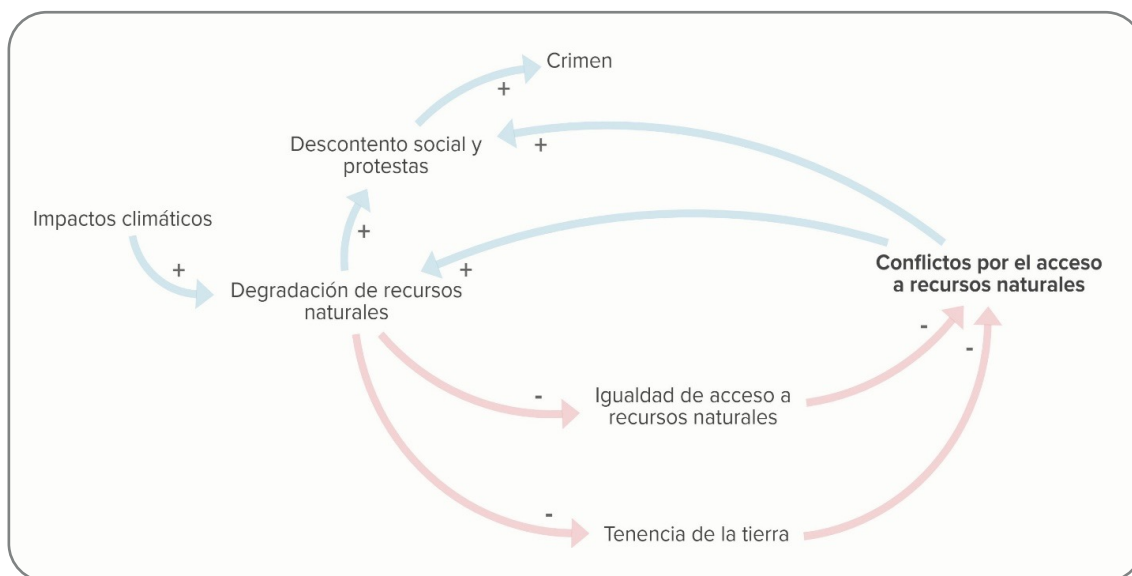 Crimen
+
Descontento social y
protestas
+
Impactos climáticos
+
+
Conflictos por el acceso
a recursos naturales
+
+
Degradación de recursos
naturales
-
-
-
Igualdad de acceso a
recursos naturales
-
Tenencia de la tierra